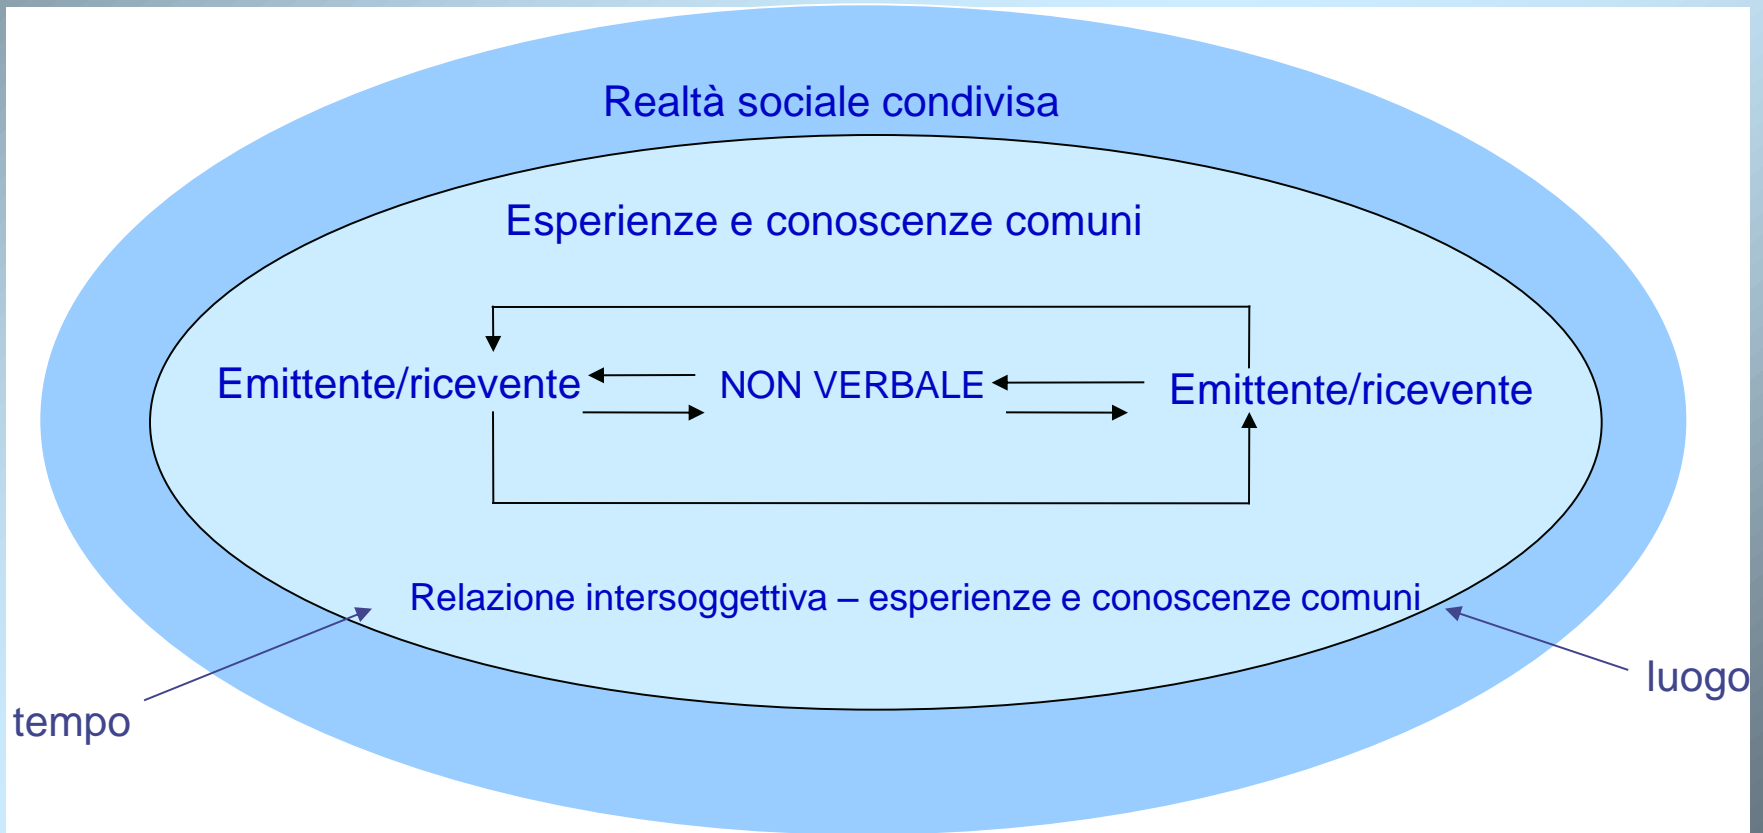 Realtà sociale condivisa
Esperienze e conoscenze comuni
Emittente/ricevente
NON VERBALE
Emittente/ricevente
Relazione intersoggettiva – esperienze e conoscenze comuni
tempo
luogo